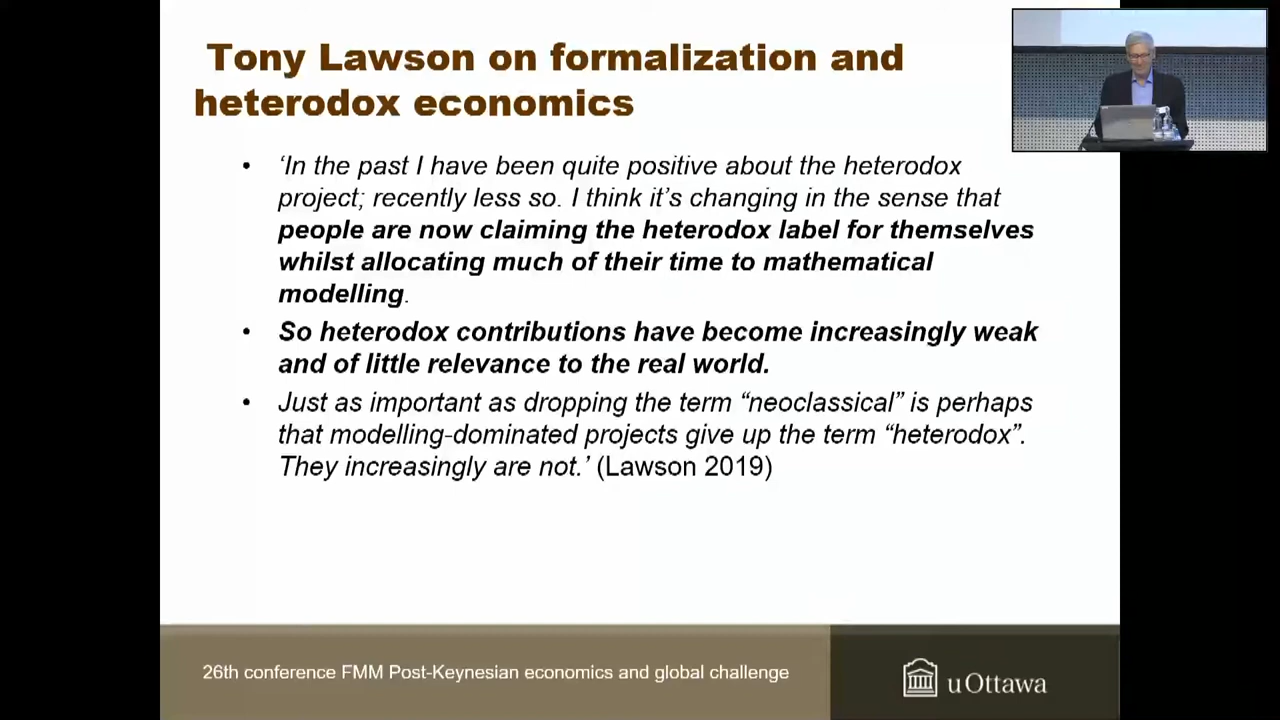 Tony Lawson on formalization and
heterodox economics
• ‘In the past I have been quite positive about the heterodox
project; recently less so. I think it’s changing in the sense that
people are now claiming the heterodox label for themselves
whilst allocating much of their time to mathematical
modelling.
• So heterodox contributions have become increasingly weak
and of little relevance to the real world.
• Just as important as dropping the term “neoclassical” is perhaps
that modelling-dominated projects give up the term “heterodox”.
They increasingly are not.’ (Lawson 2019)
26th conference FMM Post-Keynesian economics and global challenge
uOttawa